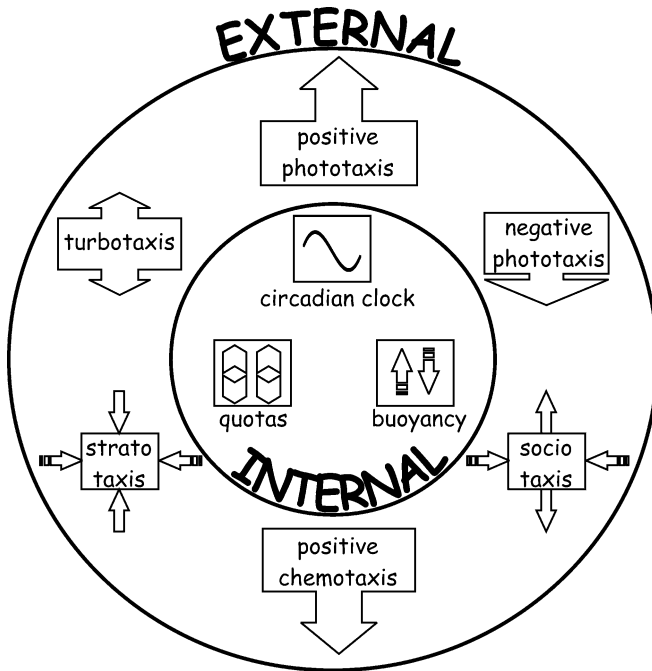 EXTERNAL
positive
phototaxis
turbotaxis
negative
phototaxis
circadian clock
quotas
buoyancy
strato
taxis
socio
taxis
INTERNAL
positive
chemotaxis